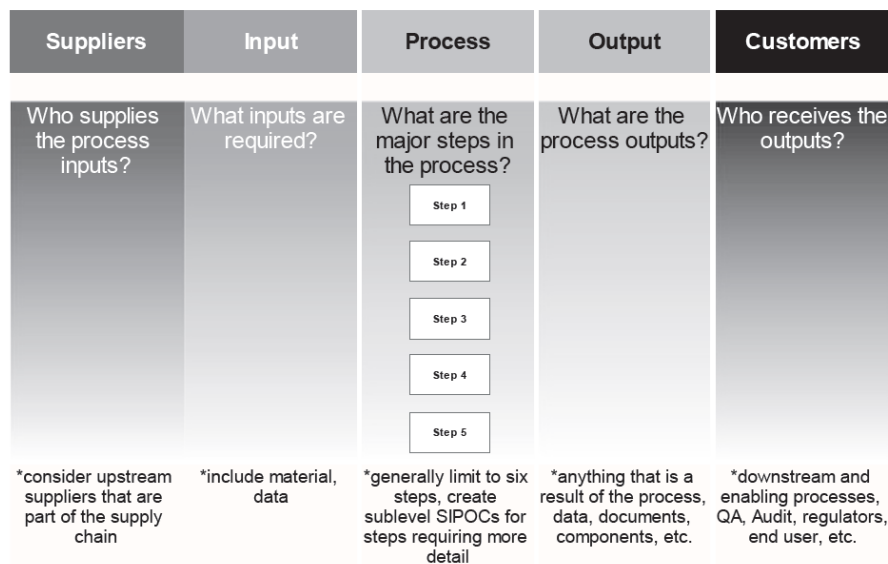 Suppliers
Input
Process
Output
Customers
Who supplies
the process
inputs?
What inputs are
required?
What are the
major steps in
the process?
What are the
process outputs?
Who receives the
outputs?
Step 1
Step 2
Step 3
Step 4
Step 5
*consider upstream
suppliers that are
part of the supply
chain
*include material,
data
*generally limit to six
steps, create
sublevel SIPOCs for
steps requiring more
detail
*anything that is a
result of the process,
data, documents,
components, etc.
*downstream and
enabling processes,
QA, Audit, regulators,
end user, etc.